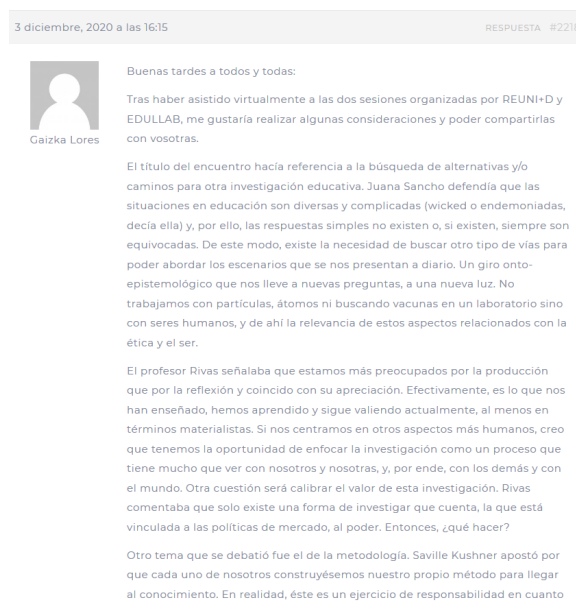 3 diciembre, 2020 a las 16:15
RESPUESTA #2218
Gaizka Lores
Buenas tardes a todos y todas:
Tras haber asistido virtualmente a las dos sesiones organizadas por REUNI+D y
EDULLAB, me gustaría realizar algunas consideraciones y poder compartirlas
con vosotras.
El título del encuentro hacía referencia a la búsqueda de alternativas y/o
caminos para otra investigación educativa. Juana Sancho defendía que las
situaciones en educación son diversas y complicadas (wicked o endemoniadas,
decía ella) y, por ello, las respuestas simples no existen o, si existen, siempre son
equivocadas. De este modo, existe la necesidad de buscar otro tipo de vías para
poder abordar los escenarios que se nos presentan a diario. Un giro onto-
epistemológico que nos lleve a nuevas preguntas, a una nueva luz. No
trabajamos con partículas, átomos ni buscando vacunas en un laboratorio sino
con seres humanos, y de ahí la relevancia de estos aspectos relacionados con la
ética y el ser.
El profesor Rivas señalaba que estamos más preocupados por la producción
que por la reflexión y coincido con su apreciación. Efectivamente, es lo que nos
han enseñado, hemos aprendido y sigue valiendo actualmente, al menos en
términos materialistas. Si nos centramos en otros aspectos más humanos, creo
que tenemos la oportunidad de enfocar la investigación como un proceso que
tiene mucho que ver con nosotros y nosotras, y, por ende, con los demás y con
el mundo. Otra cuestión será calibrar el valor de esta investigación. Rivas
comentaba que solo existe una forma de investigar que cuenta, la que está
vinculada a las políticas de mercado, al poder. Entonces, ¿qué hacer?
Otro tema que se debatió fue el de la metodología. Saville Kushner apostó por
que cada uno de nosotros construyésemos nuestro propio método para llegar
al conocimiento. En realidad, éste es un ejercicio de responsabilidad en cuanto